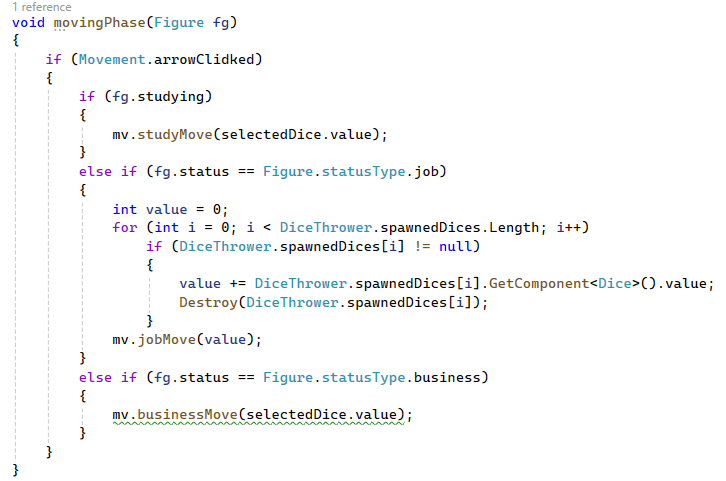 1 reference
void movingPhase(Figure fg)
{
    if (Movement.arrowClidked)
    {
        if (fg.studying)
        {
            mv.studyMove(selectedDice.value);
        }
        else if (fg.status == Figure.statusType.job)
        {
            int value = 0;
            for (int i = 0; i < DiceThrower.spawnedDices.Length; i++)
                if (DiceThrower.spawnedDices[i] != null)
                {
                    value += DiceThrower.spawnedDices[i].GetComponent<Dice>().value;
                    Destroy(DiceThrower.spawnedDices[i]);
                }
            mv.jobMove(value);
        }
        else if (fg.status == Figure.statusType.business)
        {
            mv.businessMove(selectedDice.value);
        }
    }
}